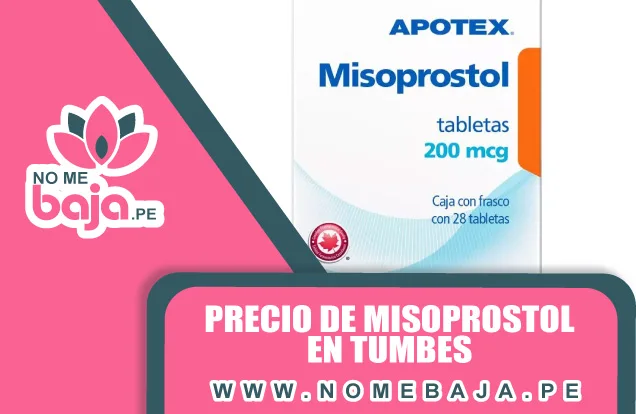 NO ME
baja.PE
APOTEX®
Misoprostol
tabletas
200 mcg
Caja con frasco
con 28 tabletas
PRECIO DE MISOPROSTOL
EN TUMBES
WWW.NOMEBAJA.PE